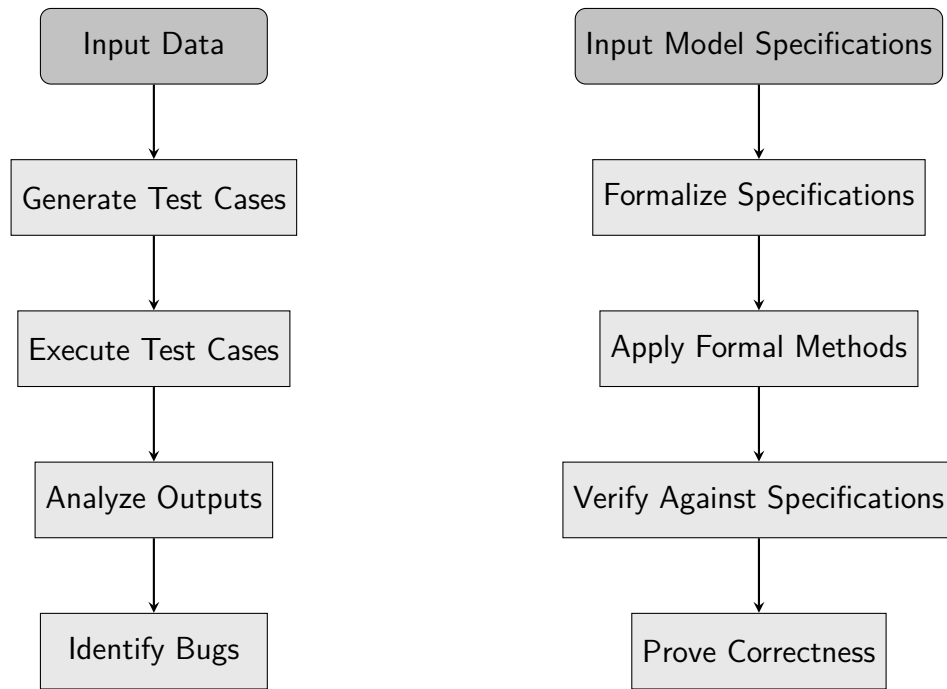 Input Data
Generate Test Cases
Execute Test Cases
Analyze Outputs
Identify Bugs
Input Model Specifications
Formalize Specifications
Apply Formal Methods
Verify Against Specifications
Prove Correctness